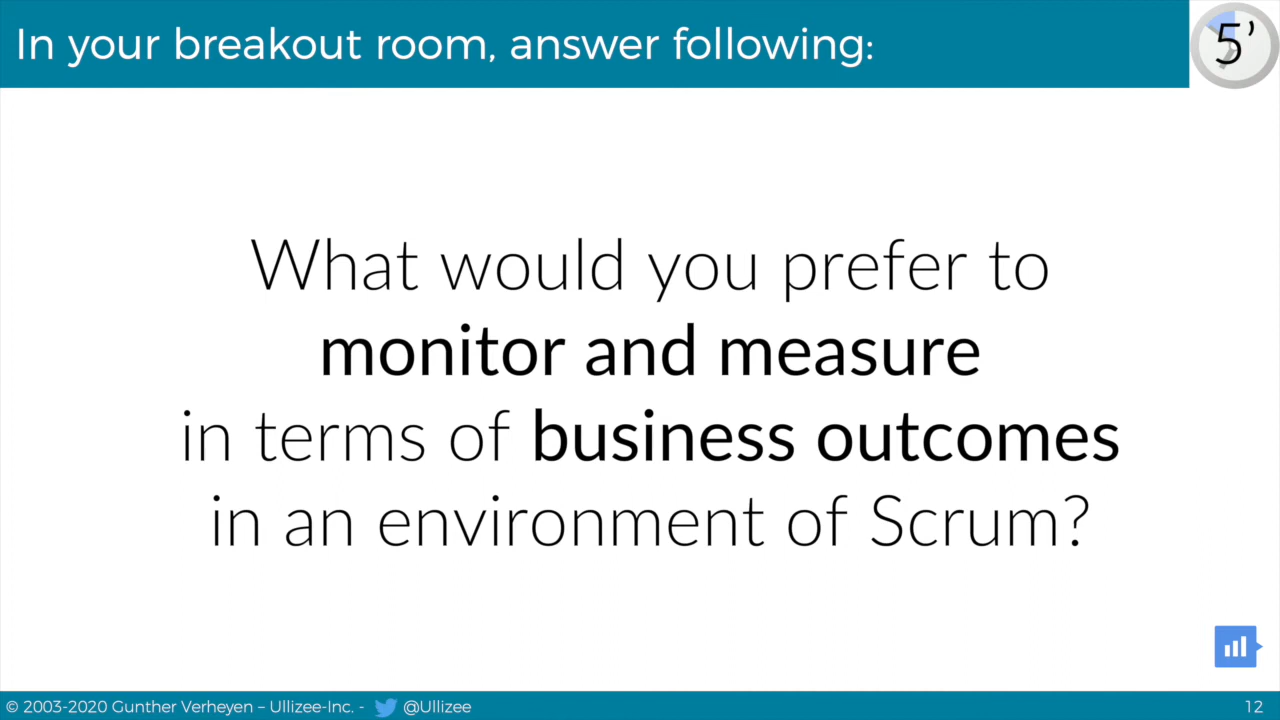 In your breakout room, answer following:
5’
What would you prefer to
monitor and measure
in terms of business outcomes
in an environment of Scrum?
© 2003-2020 Gunther Verheyen – Ullizee-Inc. - @Ullizee
12